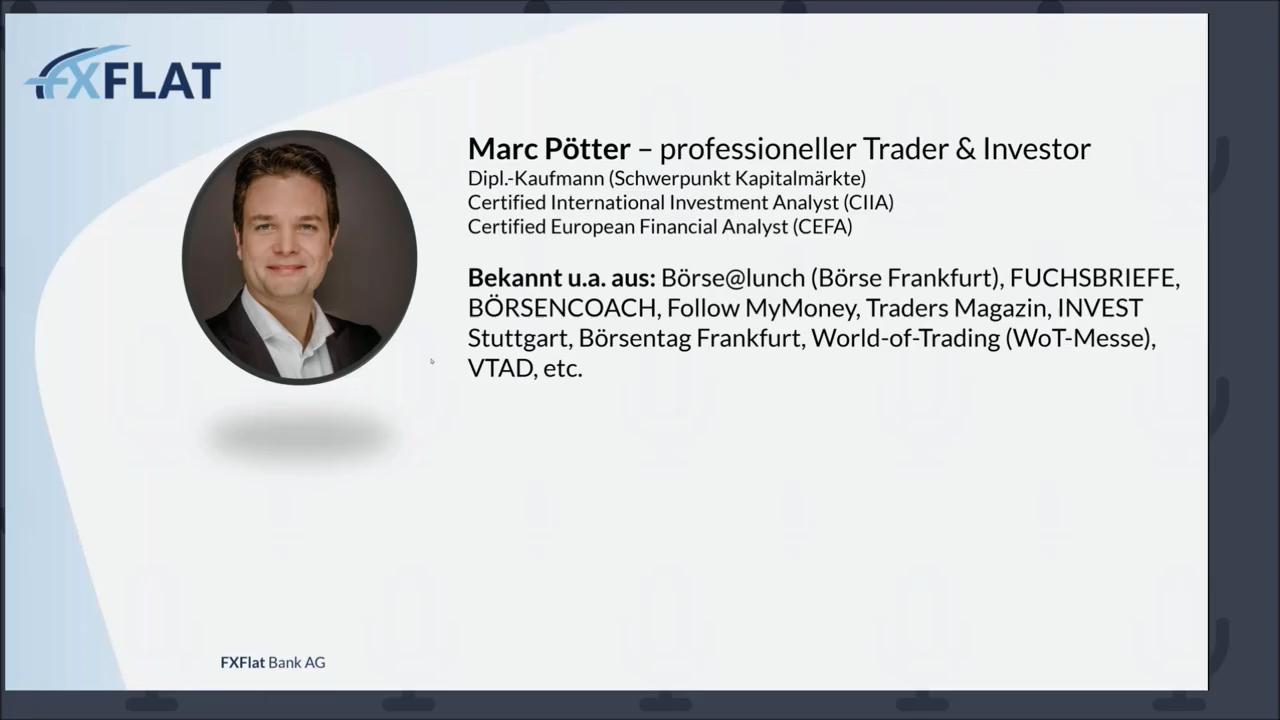 FXFLAT
Marc Pötter – professioneller Trader & Investor
Dipl.-Kaufmann (Schwerpunkt Kapitalmärkte)
Certified International Investment Analyst (CIIA)
Certified European Financial Analyst (CEFA)
Bekannt u.a. aus: Börse@lunch (Börse Frankfurt), FUCHSBRIEFE,
BÖRSENCOACH, Follow MyMoney, Traders Magazin, INVEST
Stuttgart, Börsentag Frankfurt, World-of-Trading (WoT-Messe),
VTAD, etc.
FXFlat Bank AG